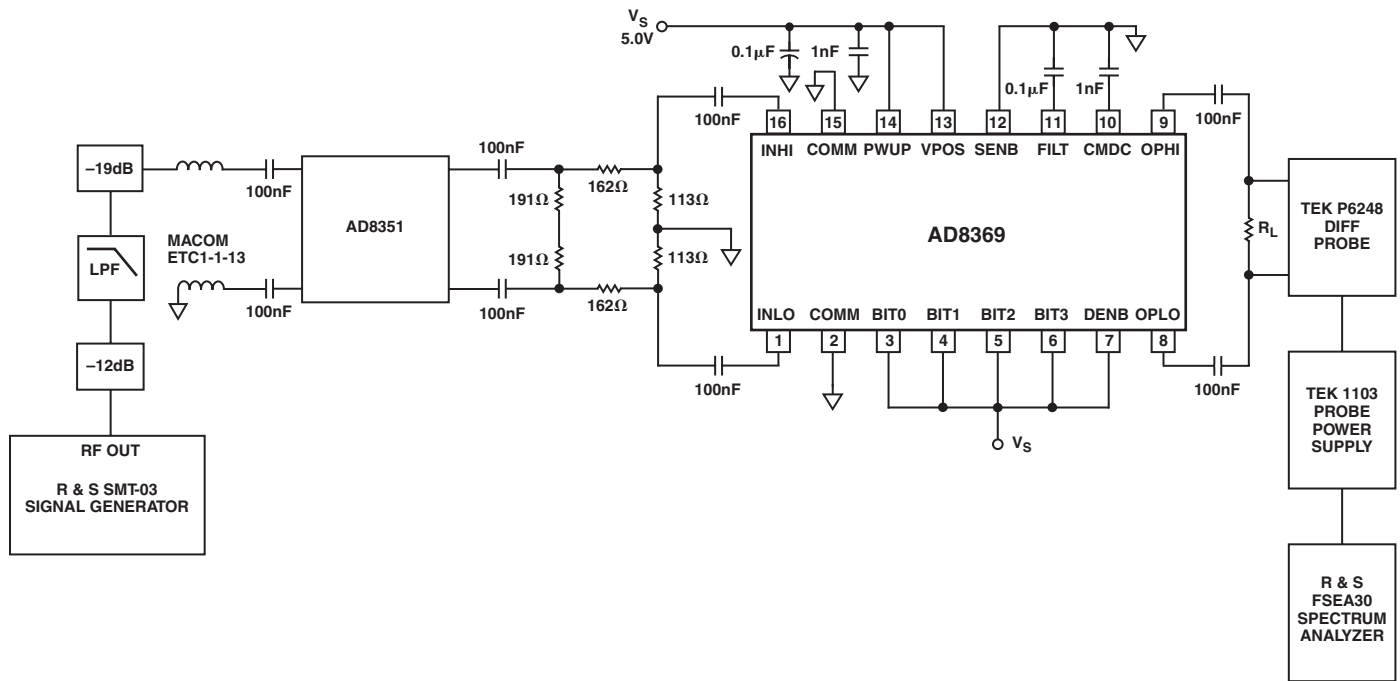 V_S
5.0V
0.1µF
1nF
0.1µF
1nF
100nF
100nF
16
15
14
13
12
11
10
9
INHI
COMM
PWUP
VPOS
SENB
FILT
CMDC
OPHI
–19dB
100nF
100nF
162Ω
191Ω
113Ω
AD8351
AD8369
TEK P6248
DIFF
PROBE
R_L
MACOM
ETC1-1-13
LPF
191Ω
113Ω
162Ω
100nF
100nF
INLO
COMM
BIT0
BIT1
BIT2
BIT3
DENB
OPLO
1
2
3
4
5
6
7
8
–12dB
100nF
100nF
V_S
TEK 1103
PROBE
POWER
SUPPLY
RF OUT
R & S SMT-03
SIGNAL GENERATOR
R & S
FSEA30
SPECTRUM
ANALYZER